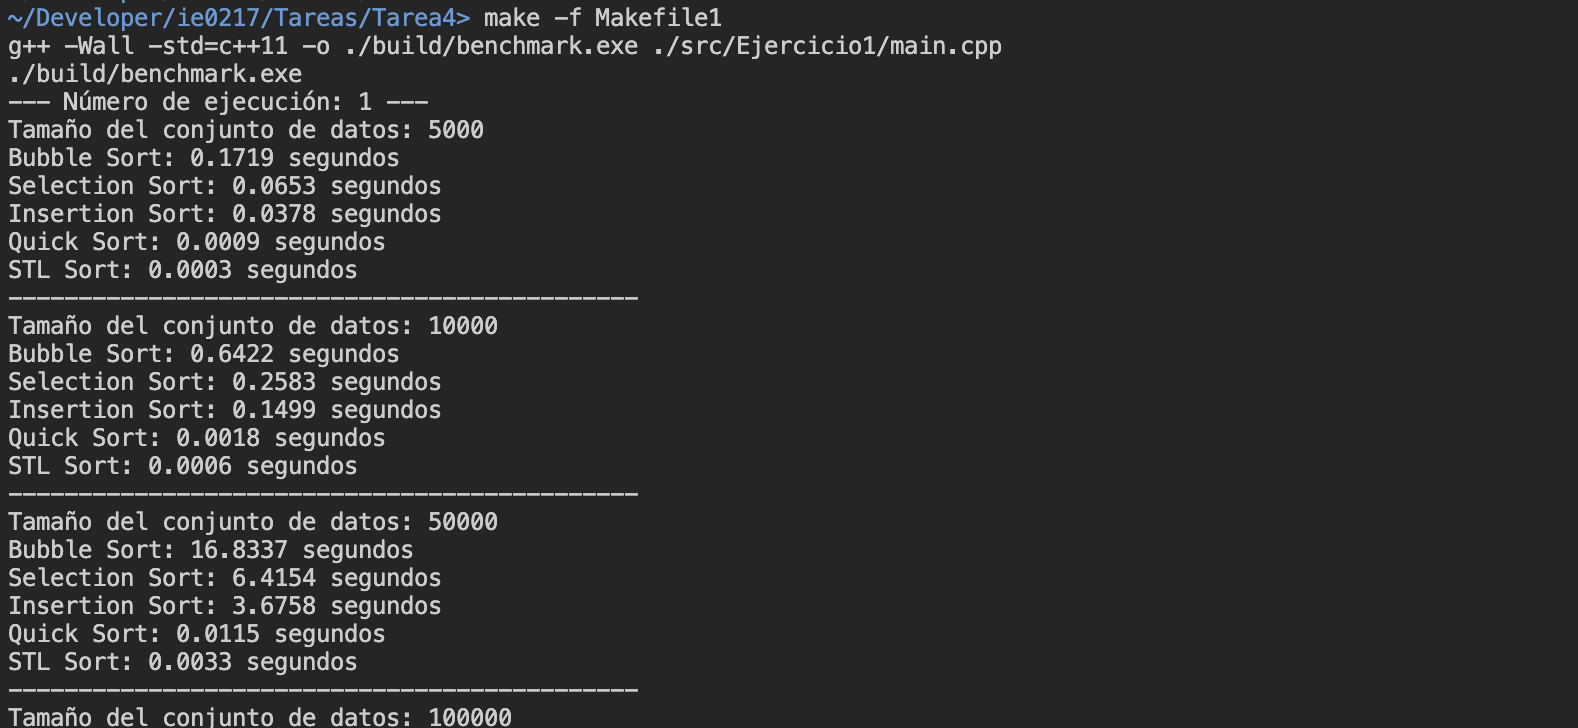 ~/Developer/ie0217/Tareas/Tarea4> make -f Makefile1
g++ -Wall -std=c++11 -o ./build/benchmark.exe ./src/Ejercicio1/main.cpp
./build/benchmark.exe
--- Número de ejecución: 1 ---
Tamaño del conjunto de datos: 5000
Bubble Sort: 0.1719 segundos
Selection Sort: 0.0653 segundos
Insertion Sort: 0.0378 segundos
Quick Sort: 0.0009 segundos
STL Sort: 0.0003 segundos
---------------------------------------------
Tamaño del conjunto de datos: 10000
Bubble Sort: 0.6422 segundos
Selection Sort: 0.2583 segundos
Insertion Sort: 0.1499 segundos
Quick Sort: 0.0018 segundos
STL Sort: 0.0006 segundos
---------------------------------------------
Tamaño del conjunto de datos: 50000
Bubble Sort: 16.8337 segundos
Selection Sort: 6.4154 segundos
Insertion Sort: 3.6758 segundos
Quick Sort: 0.0115 segundos
STL Sort: 0.0033 segundos
---------------------------------------------
Tamaño del conjunto de datos: 100000